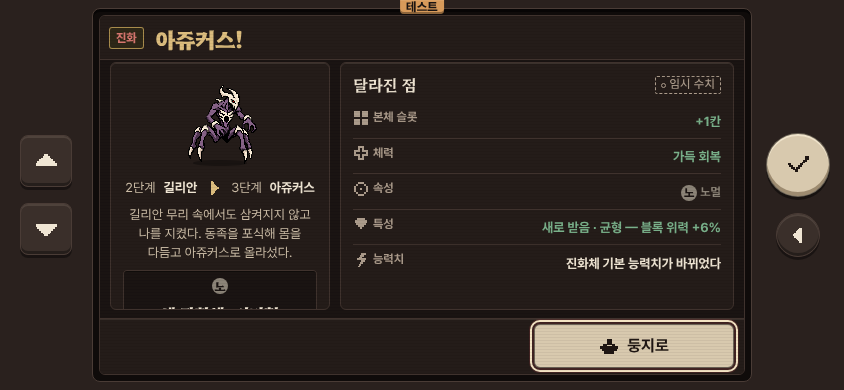 테스트
진화 아쥬커스!
2단계 길리안 3단계 아쥬커스
길리안 무리 속에서도 삼켜지지 않고
나를 지켰다. 동족을 포식해 몸을
다듬고 아쥬커스로 올라섰다.
노
달라진 점
임시 수치
본체 슬롯 +1칸
체력 가득 회복
속성 노 노멀
특성 새로 받음 · 균형 — 블록 위력 +6%
능력치 진화체 기본 능력치가 바뀌었다
둥지로